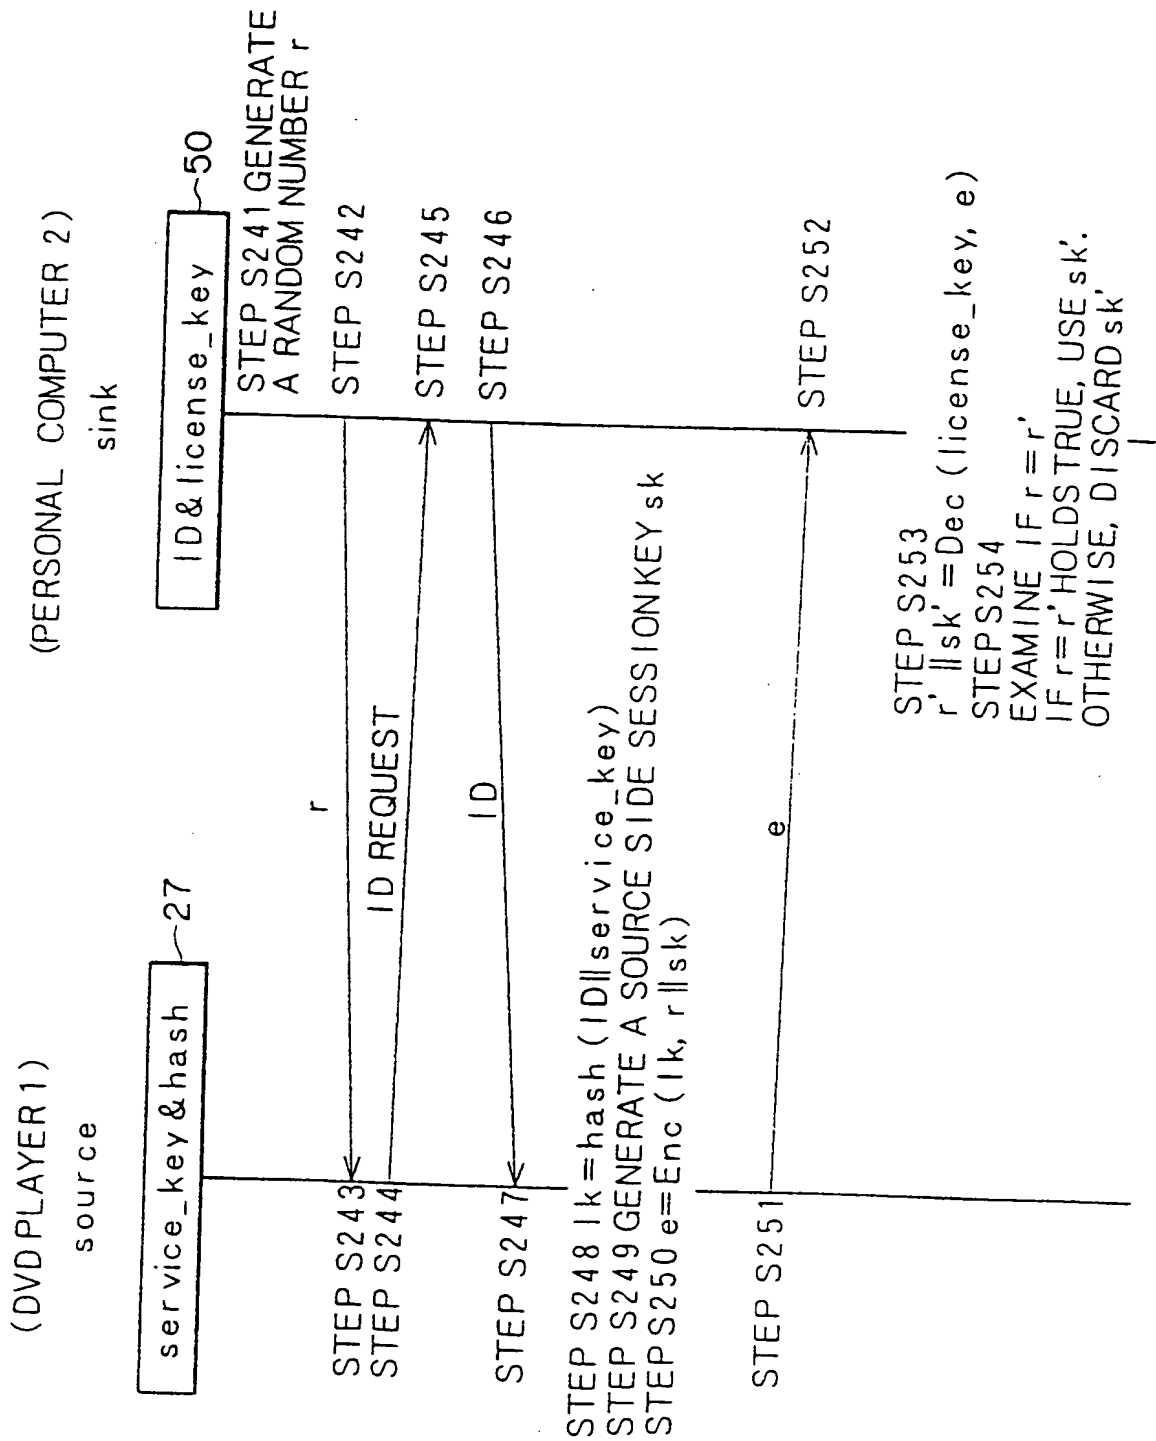 (DVD PLAYER 1)
source
service_key & hash
27
(PERSONAL COMPUTER 2)
sink
ID & license_key
50
STEP S241 GENERATE
A RANDOM NUMBER r
STEP S242
r
STEP S243
STEP S244
ID REQUEST
STEP S245
STEP S246
ID
STEP S247
STEP S248 lk=hash (ID||service_key)
STEP S249 GENERATE A SOURCE SIDE SESSION KEY sk
STEP S250 e=Enc (lk, r||sk)
STEP S251
e
STEP S252
STEP S253
r' ||sk' =Dec (license_key, e)
STEP S254
EXAMINE IF r=r'
IF r=r' HOLDS TRUE, USE sk'.
OTHERWISE, DISCARD sk'